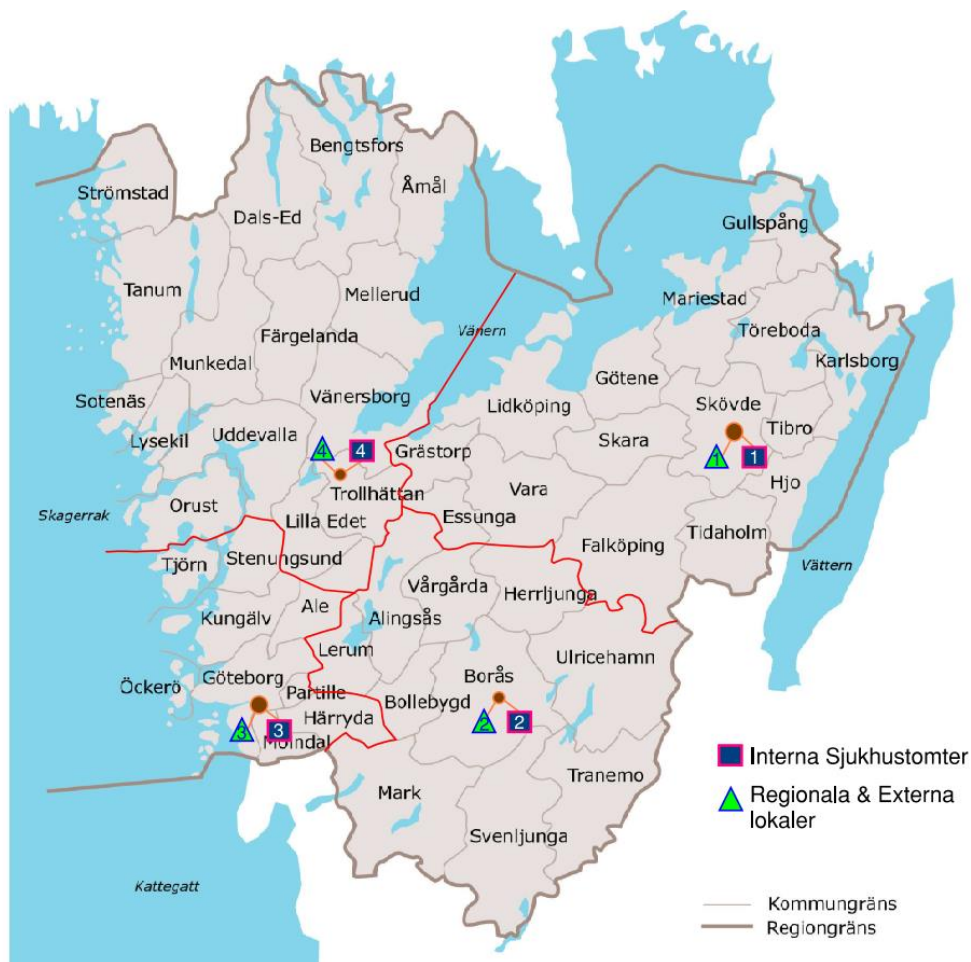 Bengtsfors
Åmål
Strömstad
Dals-Ed
Gullspång
Tanum
Mellerud
Mariestad
Vänern
Töreboda
Färgelanda
Munkedal
Karlsborg
Götene
Sotenäs
Vänersborg
Lidköping
Skövde
Lysekil
Uddevalla
Skara
Tibro
4
4
Grästorp
1
1
Trollhättan
Vara
Hjo
Orust
Skagerrak
Lilla Edet
Essunga
Tidaholm
Falköping
Stenungsund
Tjörn
Vättern
Vårgårda
Herrljunga
Ale
Kungälv
Alingsås
Lerum
Ulricehamn
Göteborg
Borås
Öckerö
Partille
Bollebygd
Härryda
3
3
2
2
Mölndal
Interna Sjukhustomter
Tranemo
Mark
Regionala & Externa
lokaler
Svenljunga
Kattegatt
Kommungräns
Regiongräns